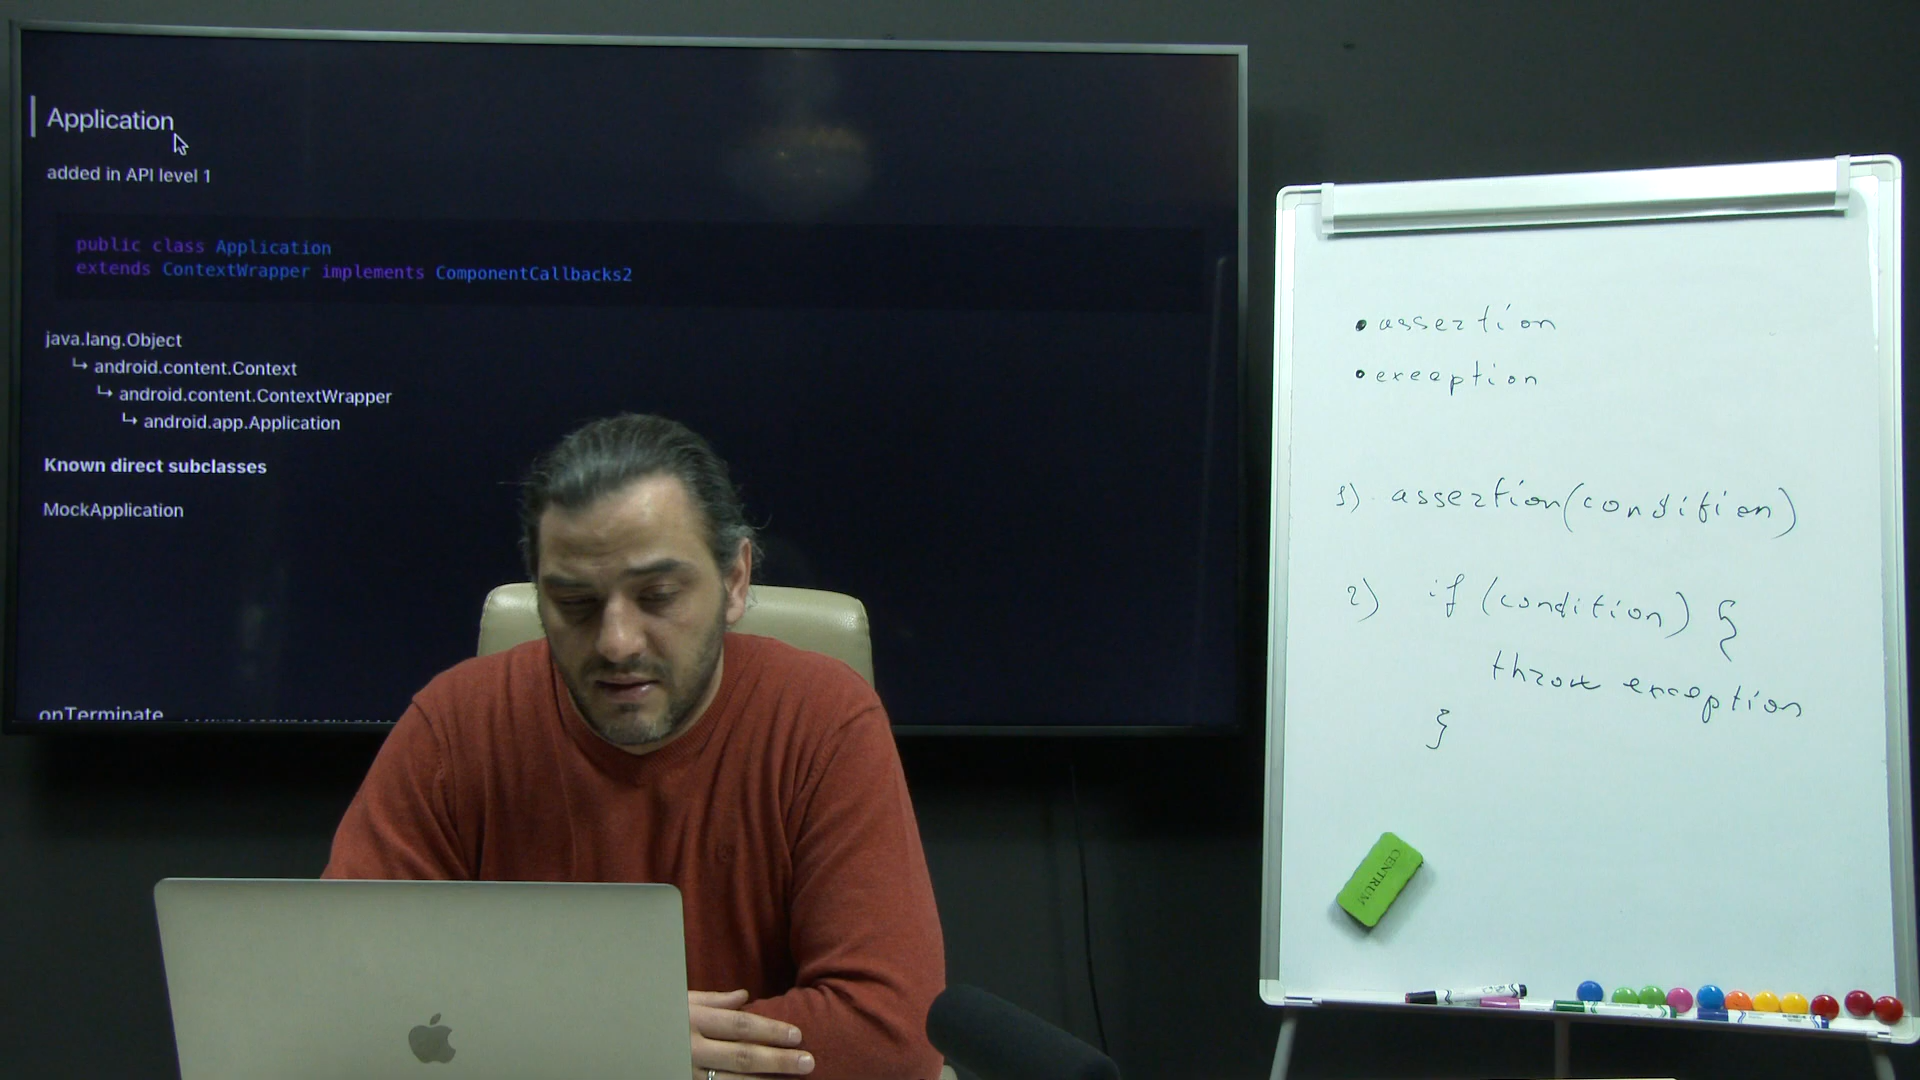 Application
added in API level 1
public class Application
extends ContextWrapper implements ComponentCallbacks2
java.lang.Object
↳ android.content.Context
↳ android.content.ContextWrapper
↳ android.app.Application
Known direct subclasses
MockApplication
onTerminate
• assertion
• exception
1) assertion(condition)
2) if (condition) {
throw exception
}
CENTRUM